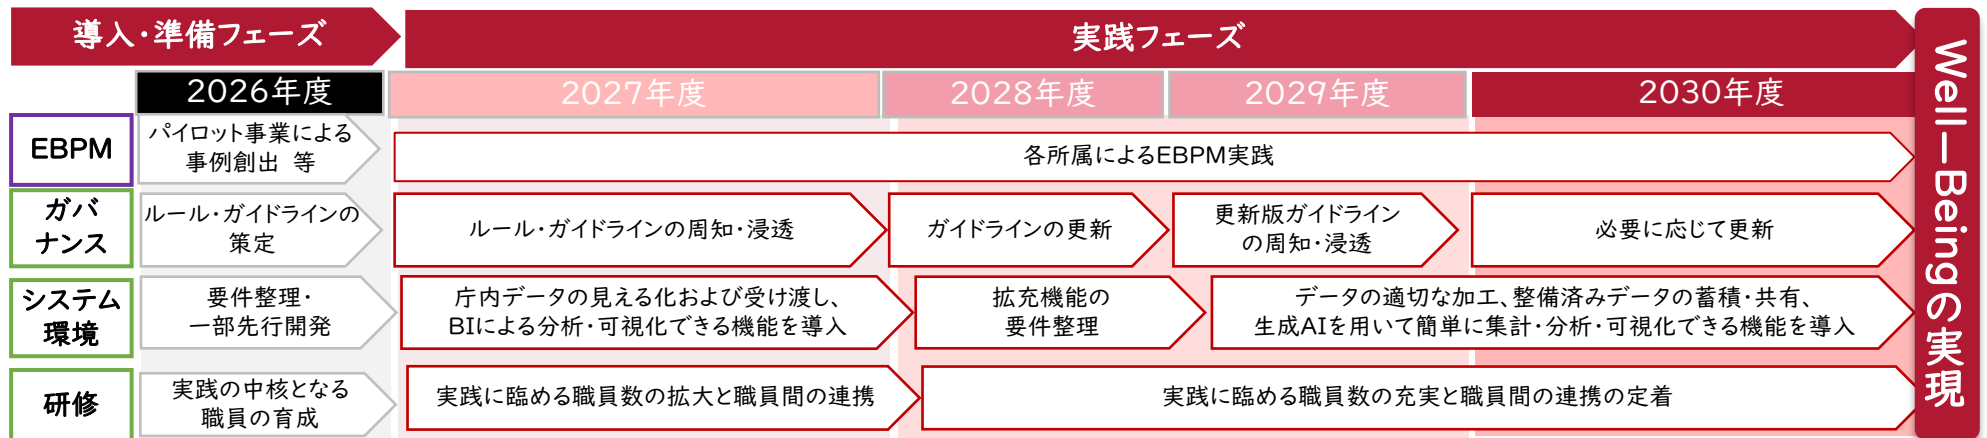 導入・準備フェーズ
実践フェーズ
2026年度
2027年度
2028年度
2029年度
2030年度
EBPM
パイロット事業による
事例創出 等
各所属によるEBPM実践
ガバ
ナンス
ルール・ガイドラインの
策定
ルール・ガイドラインの周知・浸透
ガイドラインの更新
更新版ガイドライン
の周知・浸透
必要に応じて更新
システム
環境
要件整理・
一部先行開発
庁内データの見える化および受け渡し、
BIによる分析・可視化できる機能を導入
拡充機能の
要件整理
データの適切な加工、整備済みデータの蓄積・共有、
生成AIを用いて簡単に集計・分析・可視化できる機能を導入
研修
実践の中核となる
職員の育成
実践に臨める職員数の拡大と職員間の連携
実践に臨める職員数の充実と職員間の連携の定着
Well－Beingの実現